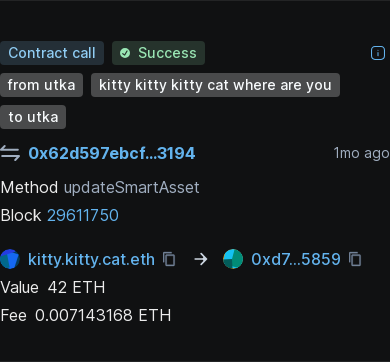 Contract call Success
from utka kitty kitty kitty cat where are you
to utka
0x62d597ebcf...3194 1mo ago
Method updateSmartAsset
Block 29611750
kitty.kitty.cat.eth → 0xd7...5859
Value 42 ETH
Fee 0.007143168 ETH